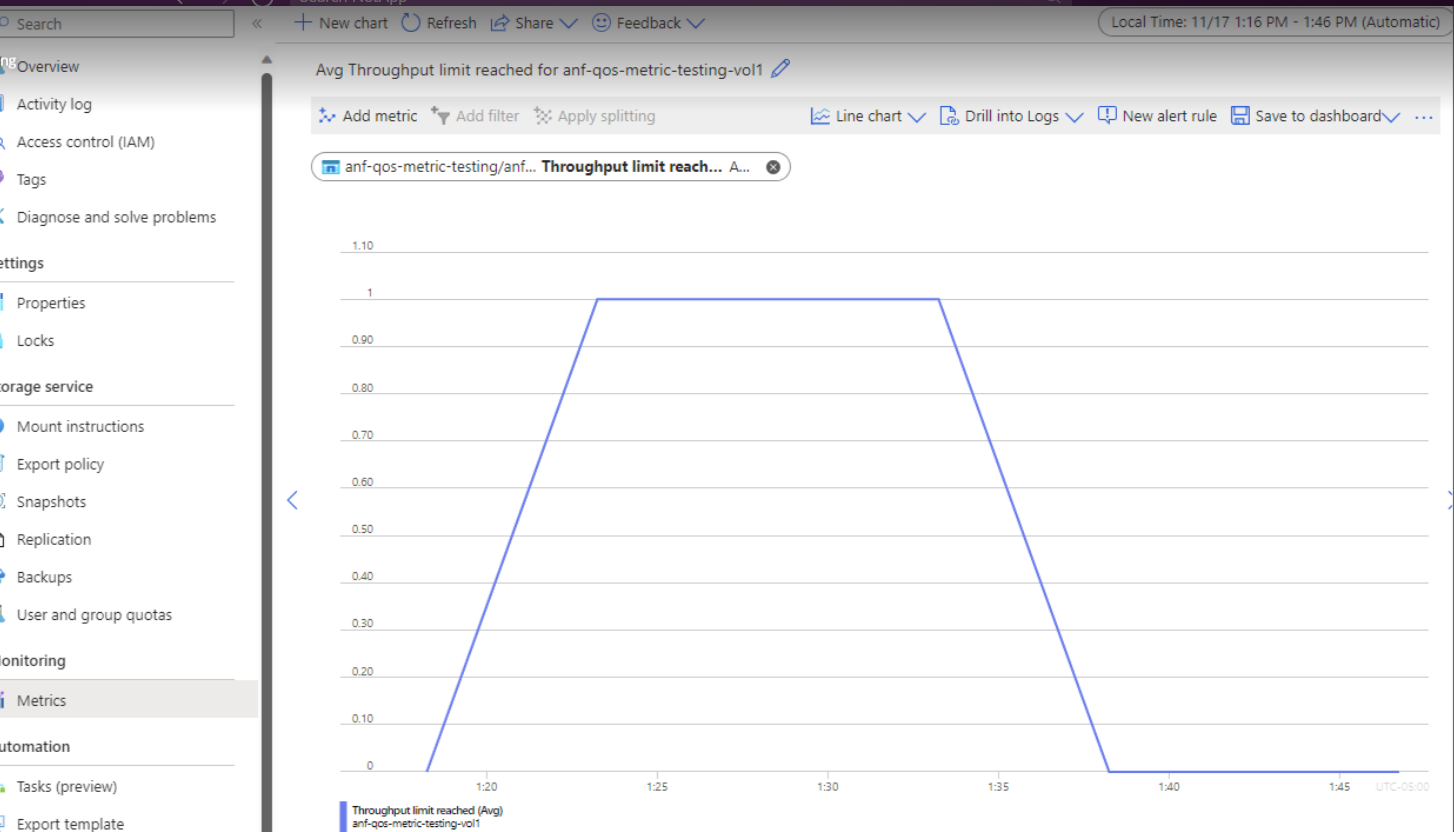 Search
New chart Refresh Share Feedback
Local Time: 11/17 1:16 PM - 1:46 PM (Automatic)
Overview
Activity log
Access control (IAM)
Tags
Diagnose and solve problems
ettings
Properties
Locks
torage service
Mount instructions
Export policy
Snapshots
Replication
Backups
User and group quotas
onitoring
Metrics
utomation
Tasks (preview)
Export template
Avg Throughput limit reached for anf-qos-metric-testing-vol1
Add metric Add filter Apply splitting
Line chart Drill into Logs New alert rule Save to dashboard ...
anf-qos-metric-testing/anf... Throughput limit reach... A...
1.10
1
0.90
0.80
0.70
0.60
0.50
0.40
0.30
0.20
0.10
0
1:20 1:25 1:30 1:35 1:40 1:45 UTC-05:00
Throughput limit reached (Avg)
anf-qos-metric-testing-vol1